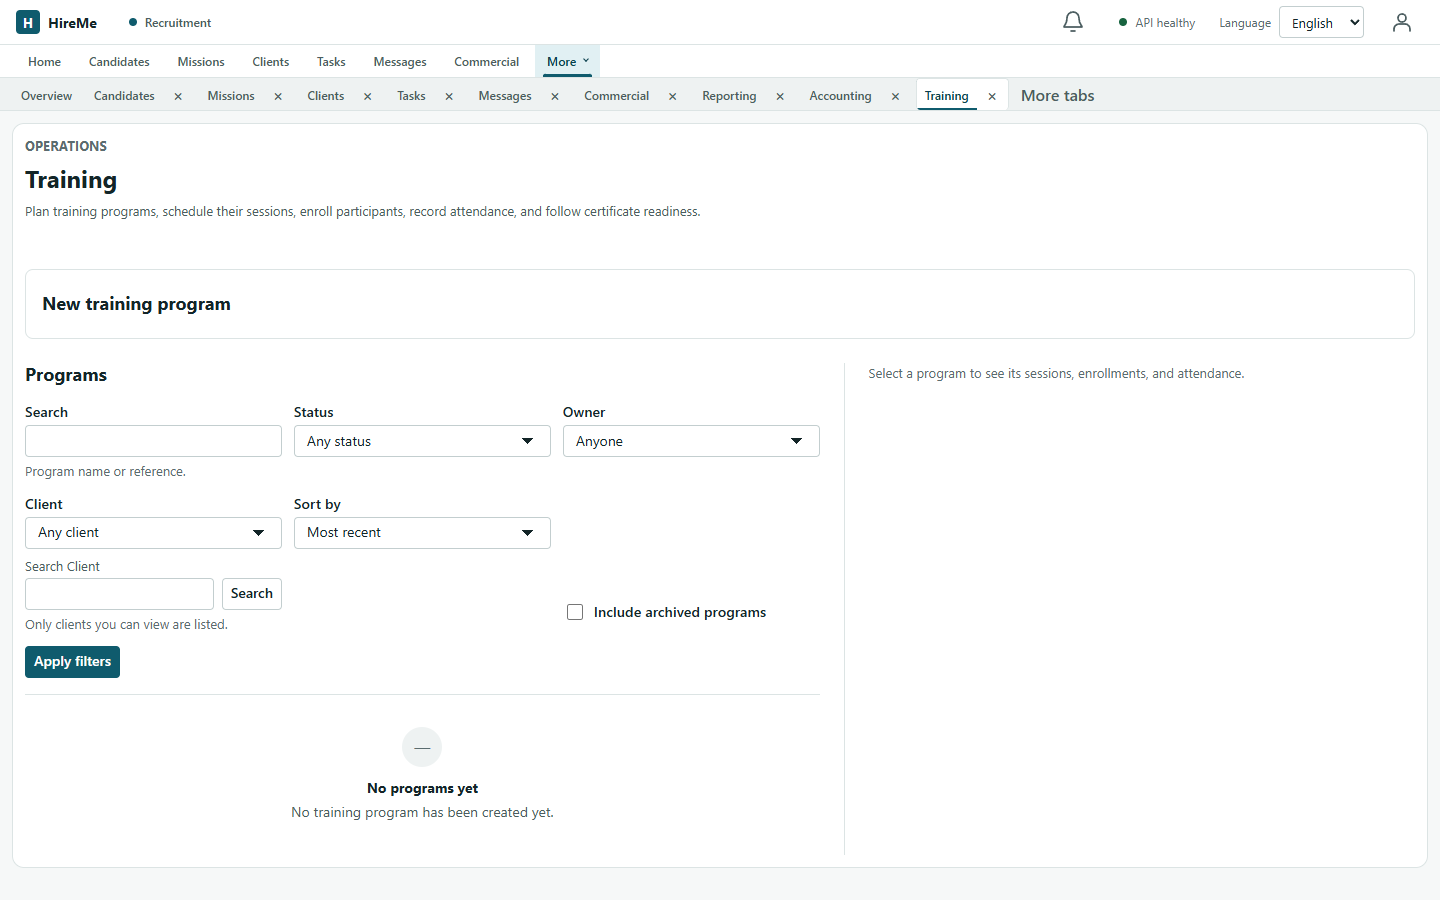 H HireMe Recruitment API healthy Language English
Home Candidates Missions Clients Tasks Messages Commercial More
Overview Candidates × Missions × Clients × Tasks × Messages × Commercial × Reporting × Accounting × Training × More tabs
OPERATIONS
Training
Plan training programs, schedule their sessions, enroll participants, record attendance, and follow certificate readiness.
New training program
Programs
Select a program to see its sessions, enrollments, and attendance.
Search Status Owner
Any status Anyone
Program name or reference.
Client Sort by
Any client Most recent
Search Client
Search
Include archived programs
Only clients you can view are listed.
Apply filters
—
No programs yet
No training program has been created yet.